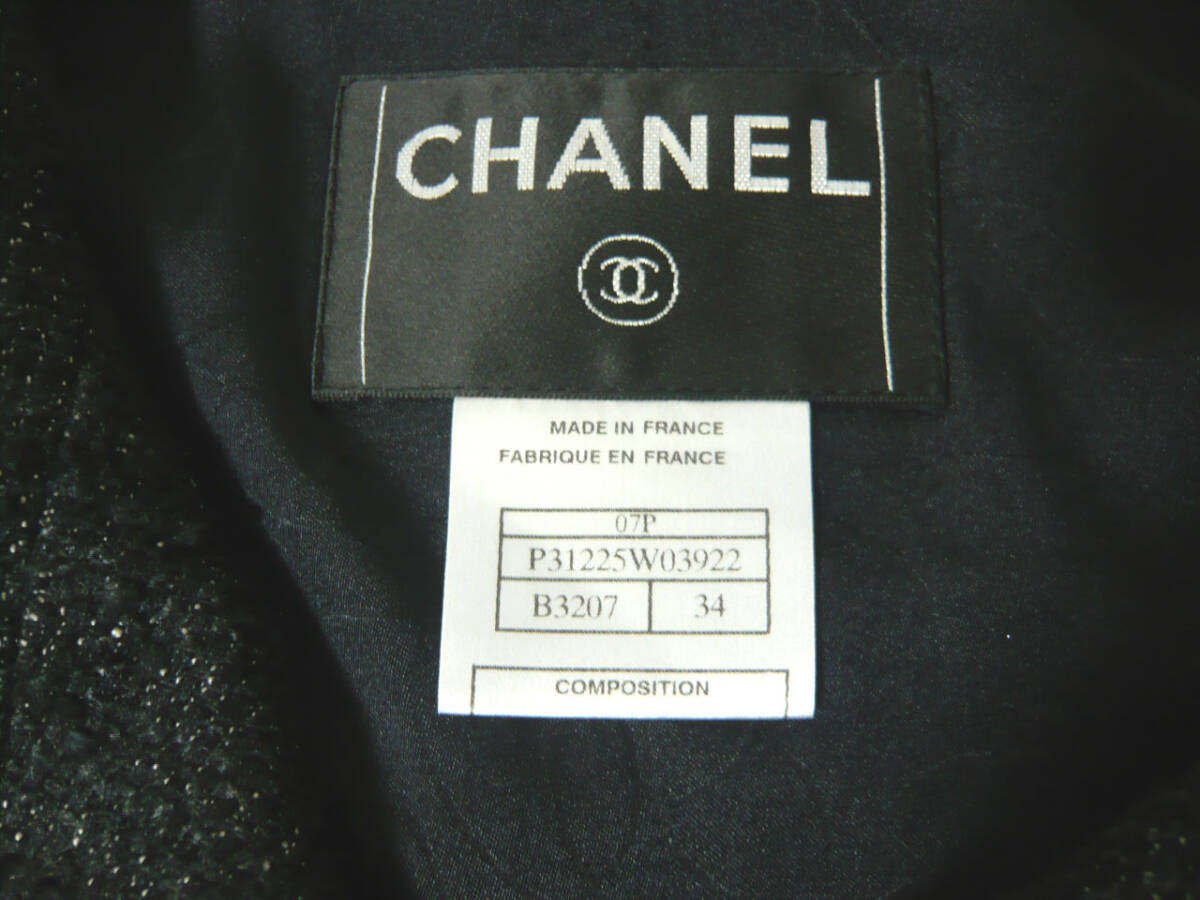 CHANEL
MADE IN FRANCE
FABRIQUE EN FRANCE
07P
P31225W03922
B3207 34
COMPOSITION